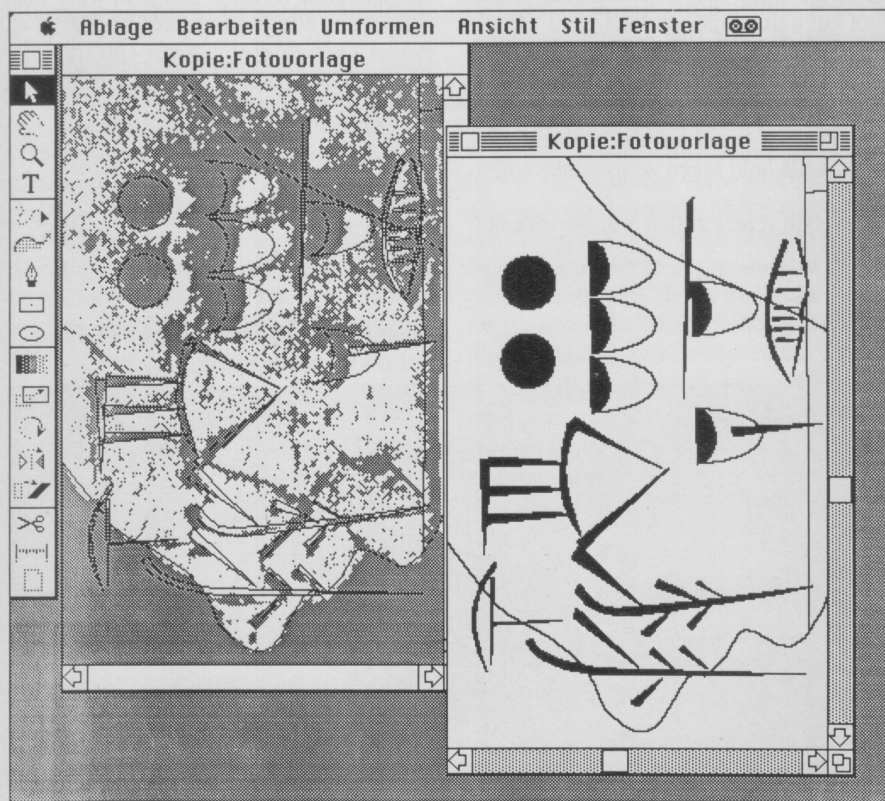 Ablage Bearbeiten Umformen Ansicht Stil Fenster
Kopie:Fotovorlage
Kopie:Fotovorlage
T